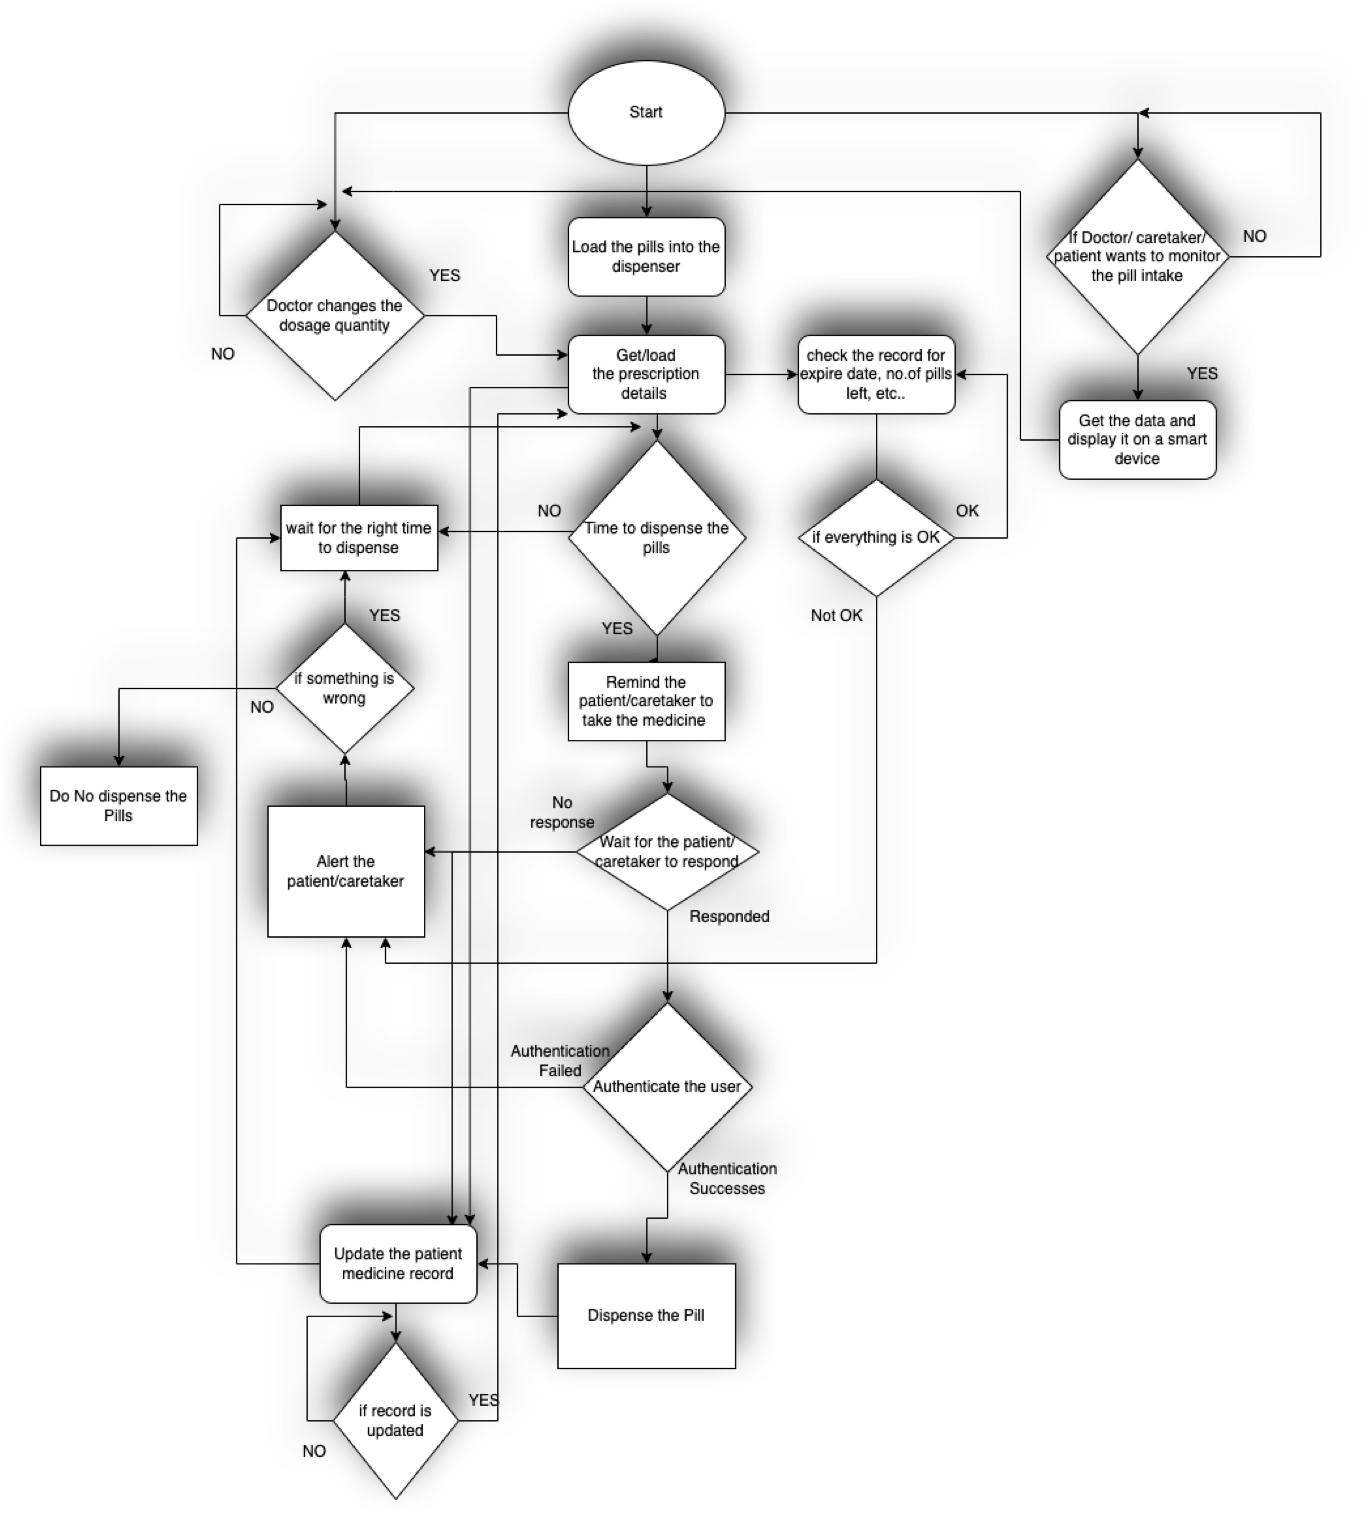 Start
Load the pills into the
dispenser
If Doctor/ caretaker/
patient wants to monitor
the pill intake
NO
YES
Doctor changes the
dosage quantity
NO
Get/load
the prescription
details
check the record for
expire date, no.of pills
left, etc..
YES
Get the data and
display it on a smart
device
NO
wait for the right time
to dispense
Time to dispense the
pills
OK
if everything is OK
Not OK
YES
YES
if something is
wrong
NO
Remind the
patient/caretaker to
take the medicine
Do No dispense the
Pills
No
response
Wait for the patient/
caretaker to respond
Alert the
patient/caretaker
Responded
Authentication
Failed
Authenticate the user
Authentication
Successes
Update the patient
medicine record
Dispense the Pill
YES
if record is
updated
NO